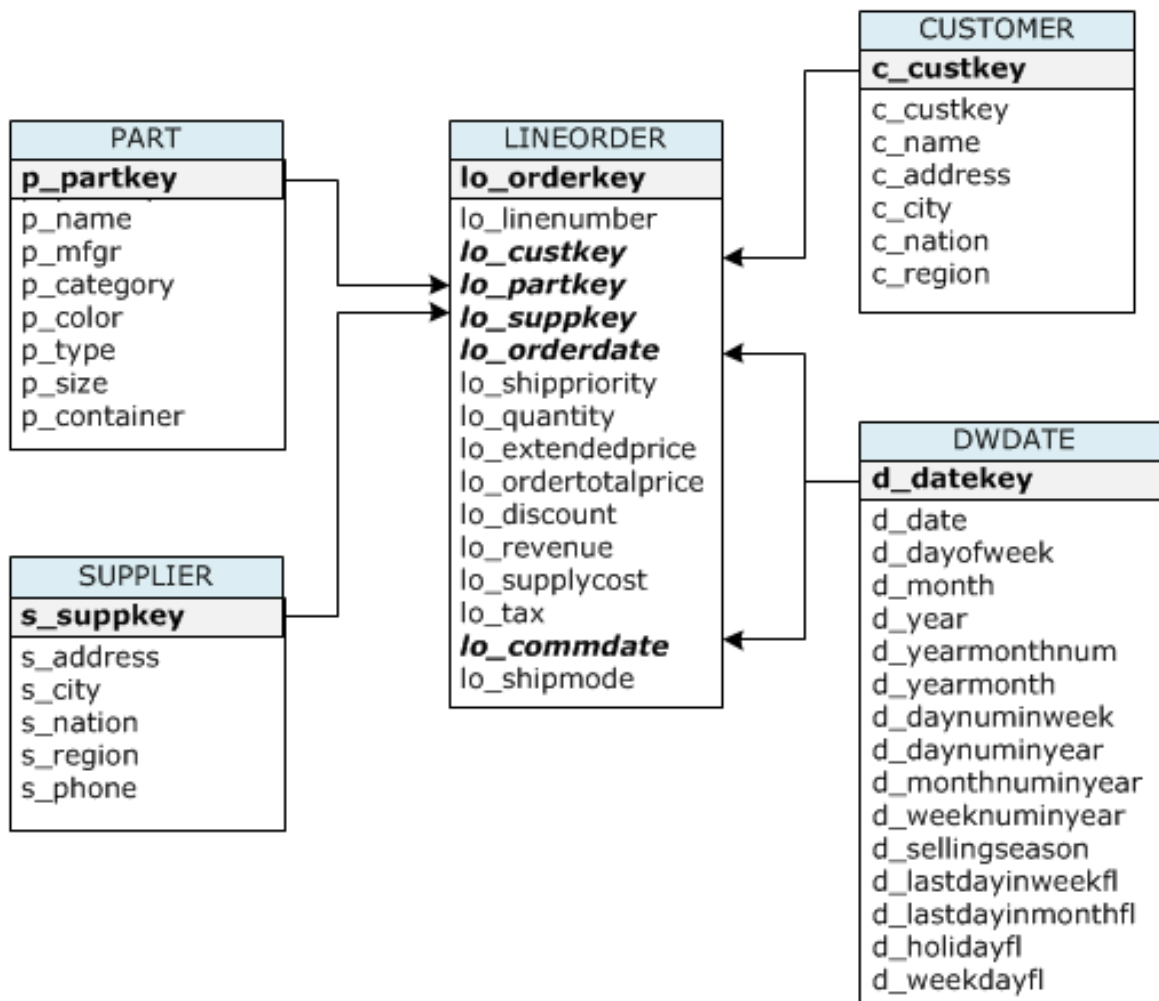 PART
p_partkey
p_name
p_mfgr
p_category
p_color
p_type
p_size
p_container
SUPPLIER
s_suppkey
s_address
s_city
s_nation
s_region
s_phone
LINEORDER
lo_orderkey
lo_linenumber
lo_custkey
lo_partkey
lo_suppkey
lo_orderdate
lo_shippriority
lo_quantity
lo_extendedprice
lo_ordertotalprice
lo_discount
lo_revenue
lo_supplycost
lo_tax
lo_commdate
lo_shipmode
CUSTOMER
c_custkey
c_custkey
c_name
c_address
c_city
c_nation
c_region
DWDATE
d_datekey
d_date
d_dayofweek
d_month
d_year
d_yearmonthnum
d_yearmonth
d_daynuminweek
d_daynuminyear
d_monthnuminyear
d_weeknuminyear
d_sellingseason
d_lastdayinweekfl
d_lastdayinmonthfl
d_holidayfl
d_weekdayfl